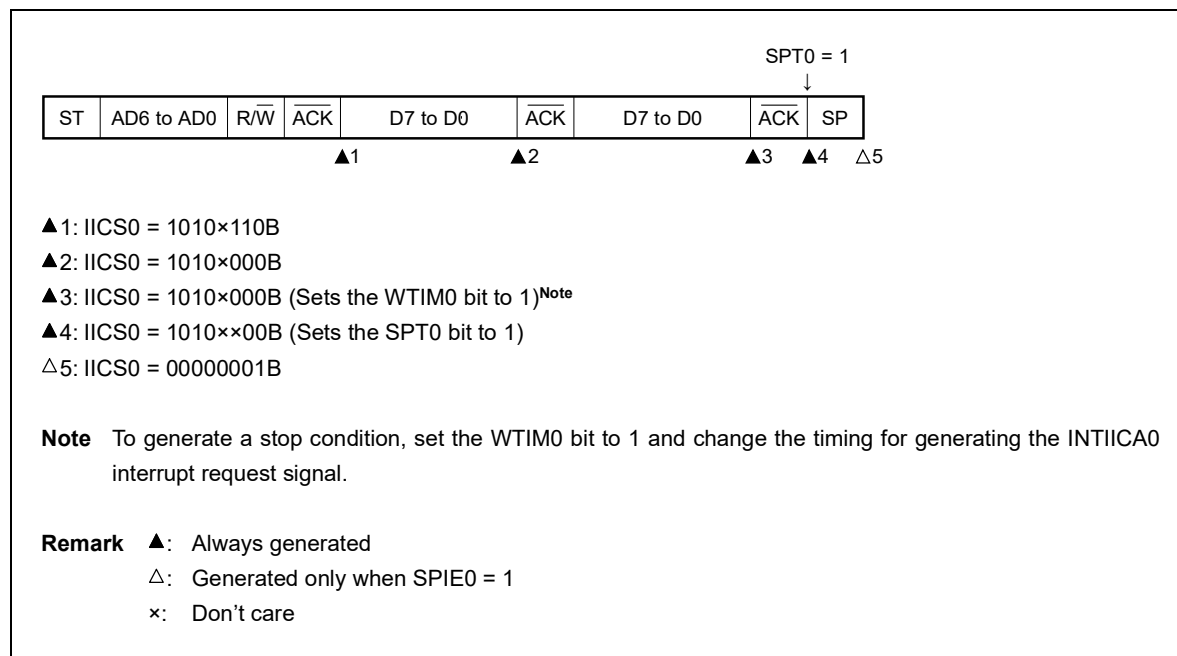 SPT0 = 1
↓
ST AD6 to AD0 R/W̅ A̅C̅K̅ D7 to D0 A̅C̅K̅ D7 to D0 A̅C̅K̅ SP
▲1 ▲2 ▲3 ▲4 △5
▲1: IICS0 = 1010×110B
▲2: IICS0 = 1010×000B
▲3: IICS0 = 1010×000B (Sets the WTIM0 bit to 1)Note
▲4: IICS0 = 1010××00B (Sets the SPT0 bit to 1)
△5: IICS0 = 00000001B
Note To generate a stop condition, set the WTIM0 bit to 1 and change the timing for generating the INTIICA0
interrupt request signal.
Remark ▲: Always generated
△: Generated only when SPIE0 = 1
×: Don't care